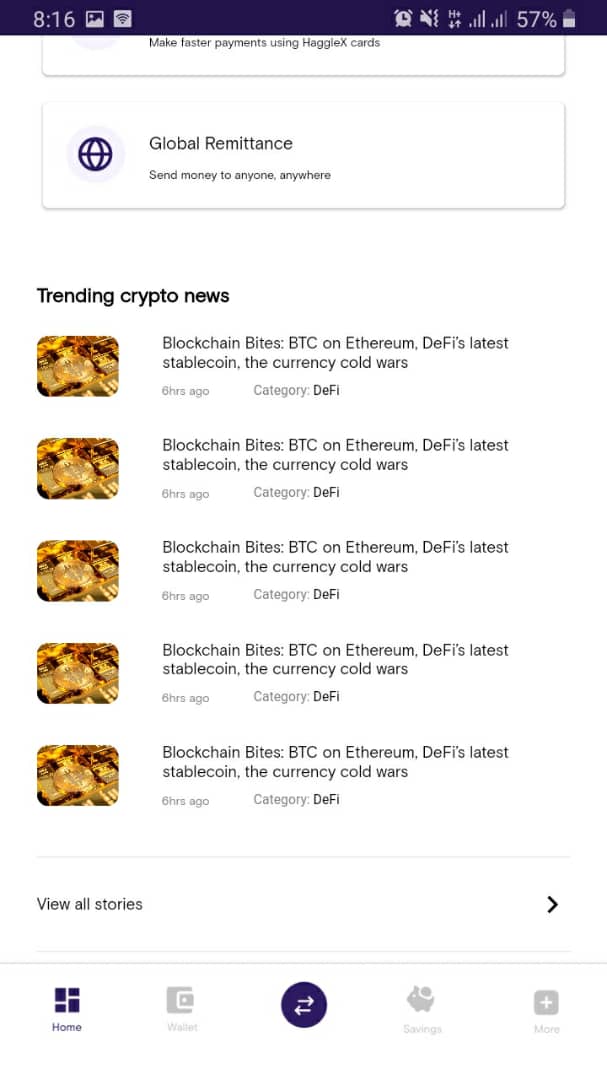 8:16 57%
Make faster payments using HaggleX cards
Global Remittance
Send money to anyone, anywhere
Trending crypto news
Blockchain Bites: BTC on Ethereum, DeFi's latest
stablecoin, the currency cold wars
6hrs ago Category: DeFi
Blockchain Bites: BTC on Ethereum, DeFi's latest
stablecoin, the currency cold wars
6hrs ago Category: DeFi
Blockchain Bites: BTC on Ethereum, DeFi's latest
stablecoin, the currency cold wars
6hrs ago Category: DeFi
Blockchain Bites: BTC on Ethereum, DeFi's latest
stablecoin, the currency cold wars
6hrs ago Category: DeFi
Blockchain Bites: BTC on Ethereum, DeFi's latest
stablecoin, the currency cold wars
6hrs ago Category: DeFi
View all stories
Home Wallet Savings More